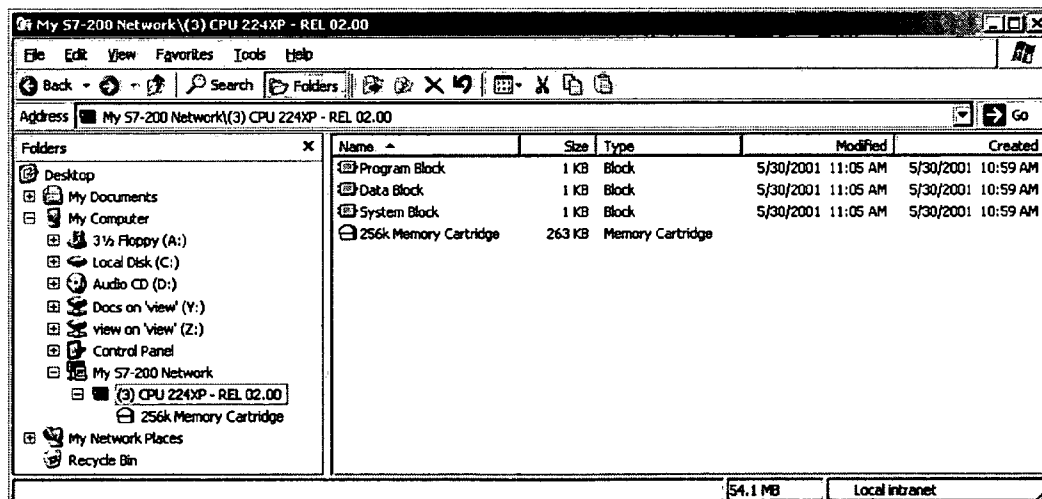 My S7-200 Network\(3) CPU 224XP - REL 02.00
File Edit View Favorites Tools Help
Back Search Folders
Address My S7-200 Network\(3) CPU 224XP - REL 02.00 Go
Folders x
Name Size Type Modified Created
Desktop
My Documents
My Computer
3½ Floppy (A:)
Local Disk (C:)
Audio CD (D:)
Docs on 'view' (Y:)
view on 'view' (Z:)
Control Panel
My S7-200 Network
(3) CPU 224XP - REL 02.00
256k Memory Cartridge
My Network Places
Recycle Bin
Program Block 1 KB Block 5/30/2001 11:05 AM 5/30/2001 10:59 AM
Data Block 1 KB Block 5/30/2001 11:05 AM 5/30/2001 10:59 AM
System Block 1 KB Block 5/30/2001 11:05 AM 5/30/2001 10:59 AM
256k Memory Cartridge 263 KB Memory Cartridge
54.1 MB Local intranet